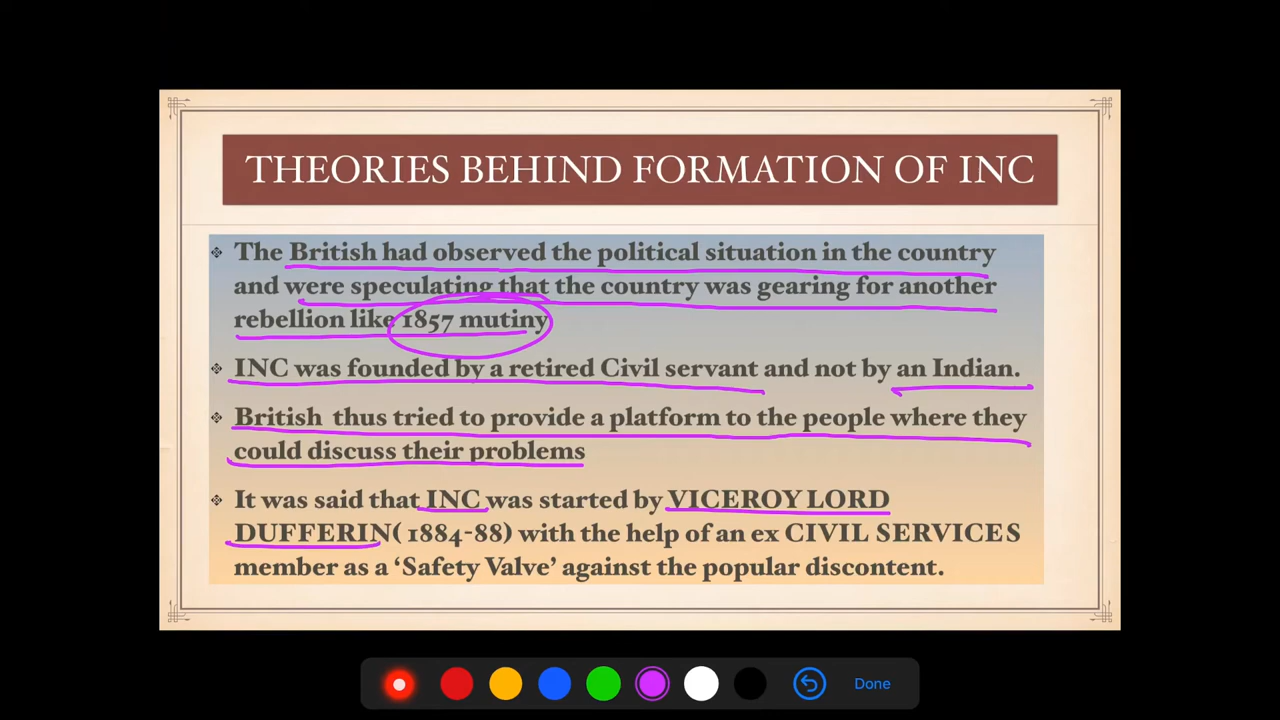 THEORIES BEHIND FORMATION OF INC
The British had observed the political situation in the country
and were speculating that the country was gearing for another
rebellion like 1857 mutiny
INC was founded by a retired Civil servant and not by an Indian.
British thus tried to provide a platform to the people where they
could discuss their problems
It was said that INC was started by VICEROY LORD
DUFFERIN( 1884-88) with the help of an ex CIVIL SERVICES
member as a ‘Safety Valve’ against the popular discontent.
Done